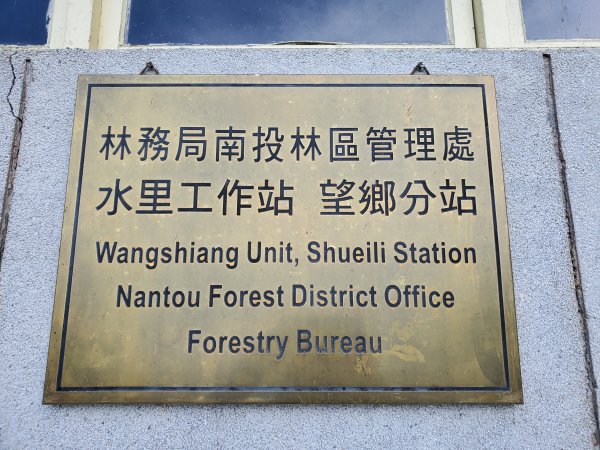 林務局南投林區管理處
水里工作站 望鄉分站
Wangshiang Unit, Shueili Station
Nantou Forest District Office
Forestry Bureau